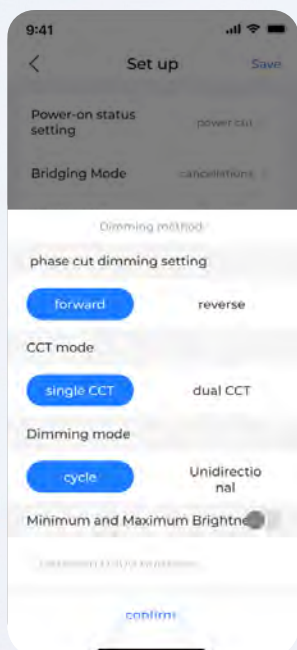 9:41
Set up
Save
Power-on status
setting
power cut
Bridging Mode
cancellations
Dimming method
phase cut dimming setting
forward
reverse
CCT mode
single CCT
dual CCT
Dimming mode
cycle
Unidirectio
nal
Minimum and Maximum Brightne
confirm